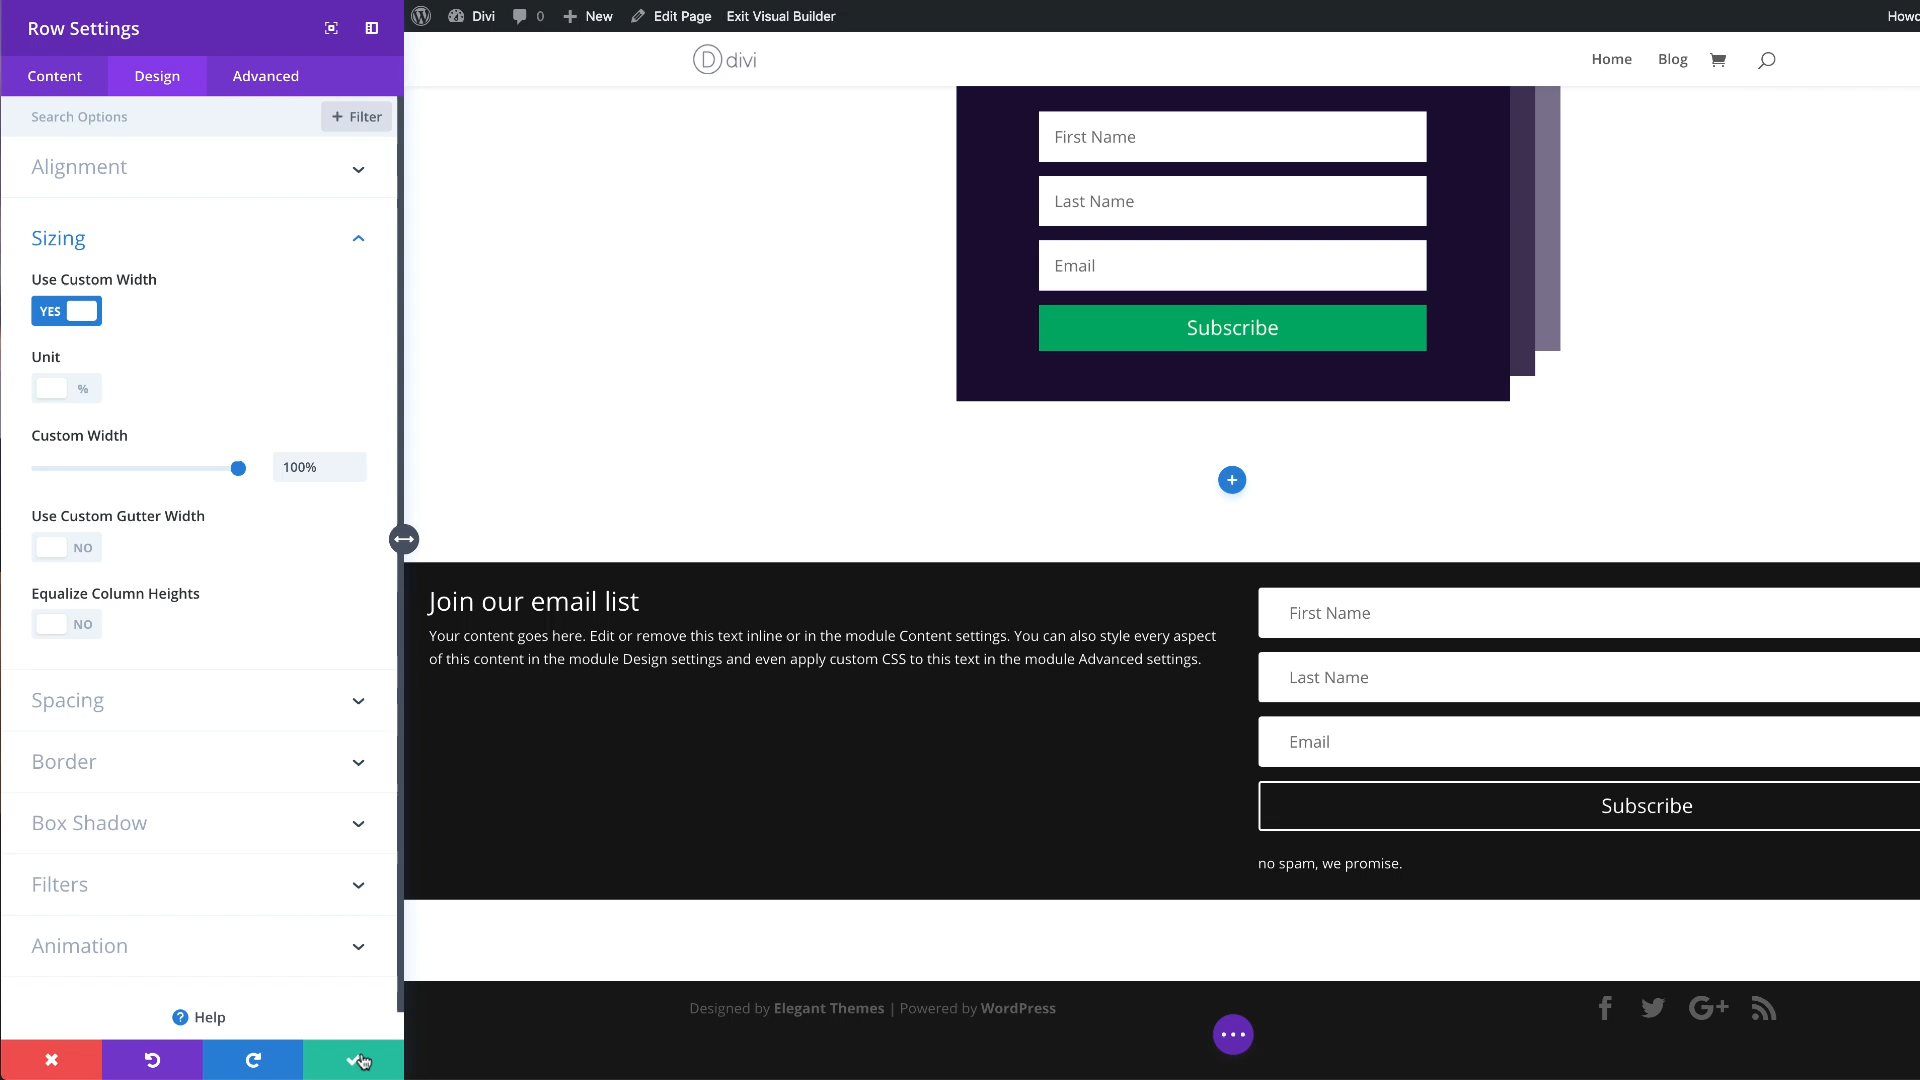 Row Settings
Content
Design
Advanced
Search Options
+ Filter
Alignment
Sizing
Use Custom Width
YES
Unit
%
Custom Width
100%
Use Custom Gutter Width
NO
Equalize Column Heights
NO
Spacing
Border
Box Shadow
Filters
Animation
? Help
Divi
0
+ New
Edit Page
Exit Visual Builder
Howd
D divi
Home
Blog
First Name
Last Name
Email
Subscribe
+
Join our email list
Your content goes here. Edit or remove this text inline or in the module Content settings. You can also style every aspect
of this content in the module Design settings and even apply custom CSS to this text in the module Advanced settings.
First Name
Last Name
Email
Subscribe
no spam, we promise.
Designed by Elegant Themes | Powered by WordPress
G+